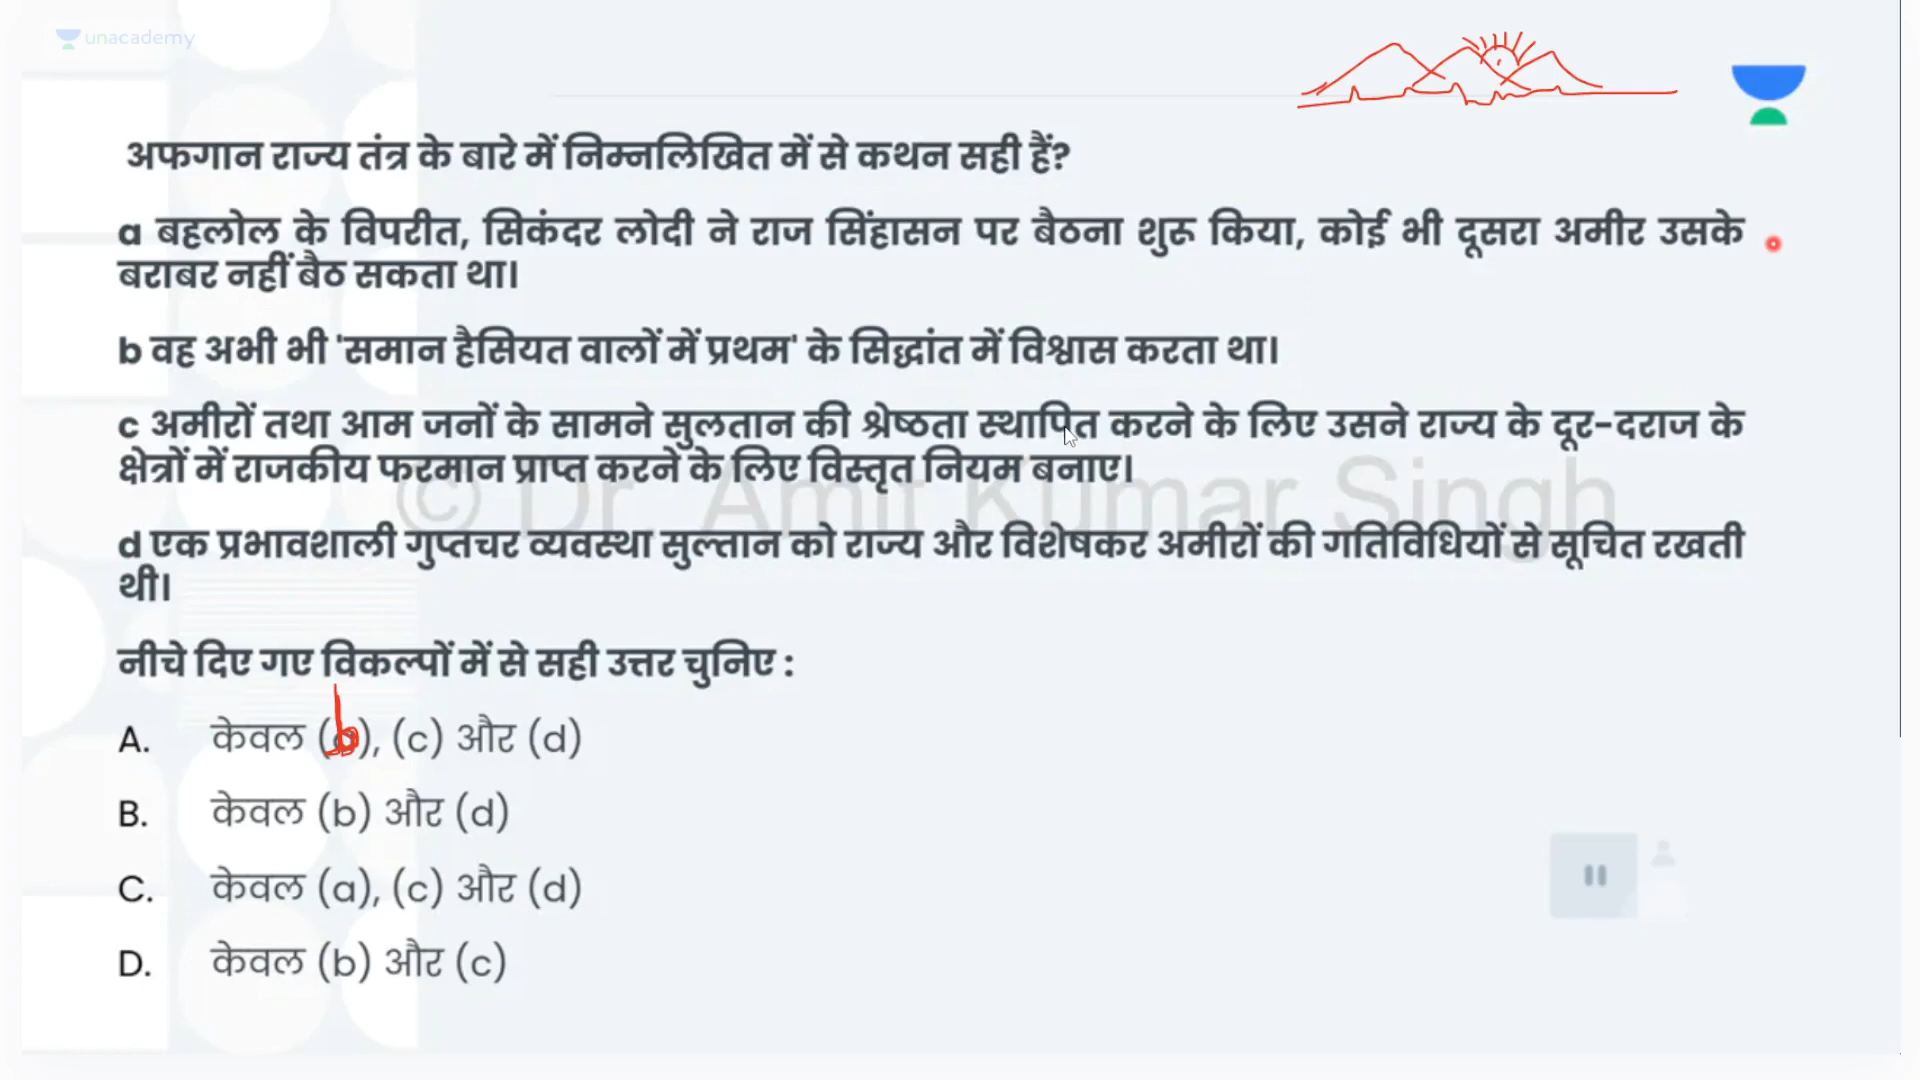 unacademy
अफगान राज्य तंत्र के बारे में निम्नलिखित में से कथन सही हैं?
a बहलोल के विपरीत, सिकंदर लोदी ने राज सिंहासन पर बैठना शुरू किया, कोई भी दूसरा अमीर उसके
बराबर नहीं बैठ सकता था।
b वह अभी भी 'समान हैसियत वालों में प्रथम' के सिद्धांत में विश्वास करता था।
c अमीरों तथा आम जनों के सामने सुलतान की श्रेष्ठता स्थापित करने के लिए उसने राज्य के दूर-दराज के
क्षेत्रों में राजकीय फरमान प्राप्त करने के लिए विस्तृत नियम बनाए।
© Dr. Amit Kumar Singh
d एक प्रभावशाली गुप्तचर व्यवस्था सुल्तान को राज्य और विशेषकर अमीरों की गतिविधियों से सूचित रखती
थी।
नीचे दिए गए विकल्पों में से सही उत्तर चुनिए :
A. केवल (b), (c) और (d)
B. केवल (b) और (d)
C. केवल (a), (c) और (d)
D. केवल (b) और (c)